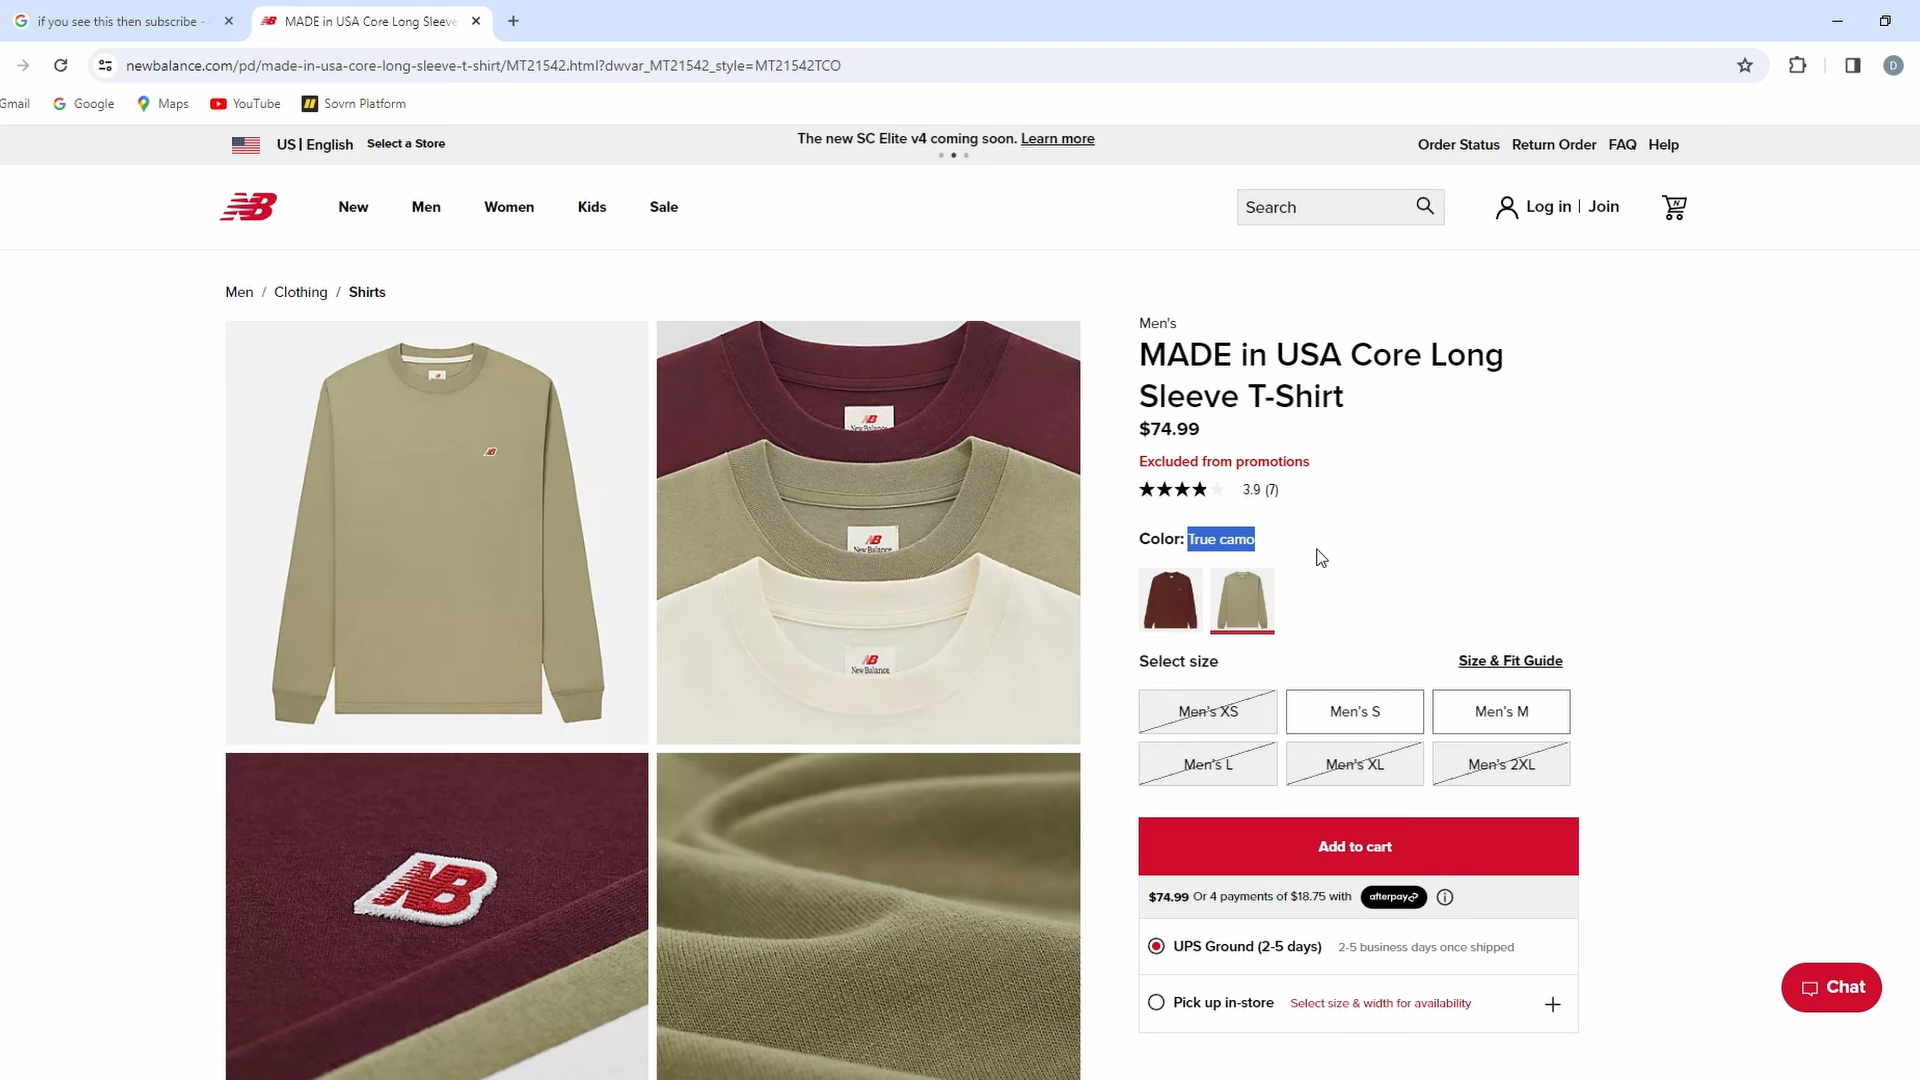 if you see this then subscribe -
MADE in USA Core Long Sleeve
newbalance.com/pd/made-in-usa-core-long-sleeve-t-shirt/MT21542.html?dwvar_MT21542_style=MT21542TCO
D
Gmail
Google
Maps
YouTube
Sovrn Platform
US | English
Select a Store
The new SC Elite v4 coming soon. Learn more
Order Status
Return Order
FAQ
Help
NB
New
Men
Women
Kids
Sale
Search
Log in | Join
Men / Clothing / Shirts
NB
New Balance
NB
New Balance
NB
New Balance
NB
Men's
MADE in USA Core Long
Sleeve T-Shirt
$74.99
Excluded from promotions
3.9 (7)
Color: True camo
Select size
Size & Fit Guide
Men's XS
Men's S
Men's M
Men's L
Men's XL
Men's 2XL
Add to cart
$74.99 Or 4 payments of $18.75 with afterpay
UPS Ground (2-5 days) 2-5 business days once shipped
Pick up in-store Select size & width for availability
Chat